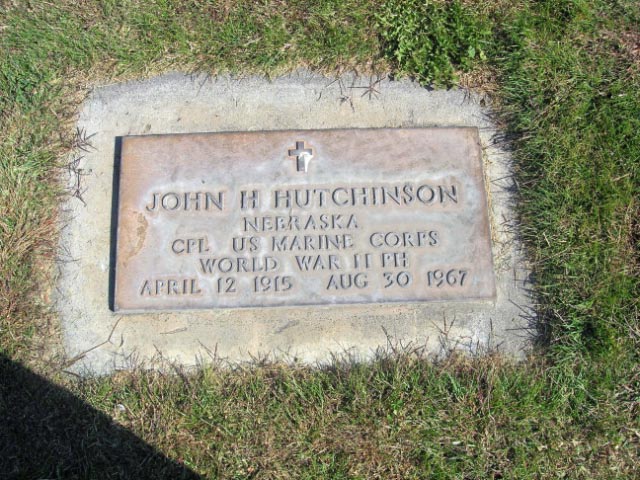 JOHN H HUTCHINSON
NEBRASKA
CPL US MARINE CORPS
WORLD WAR II PH
APRIL 12 1915 AUG 30 1967